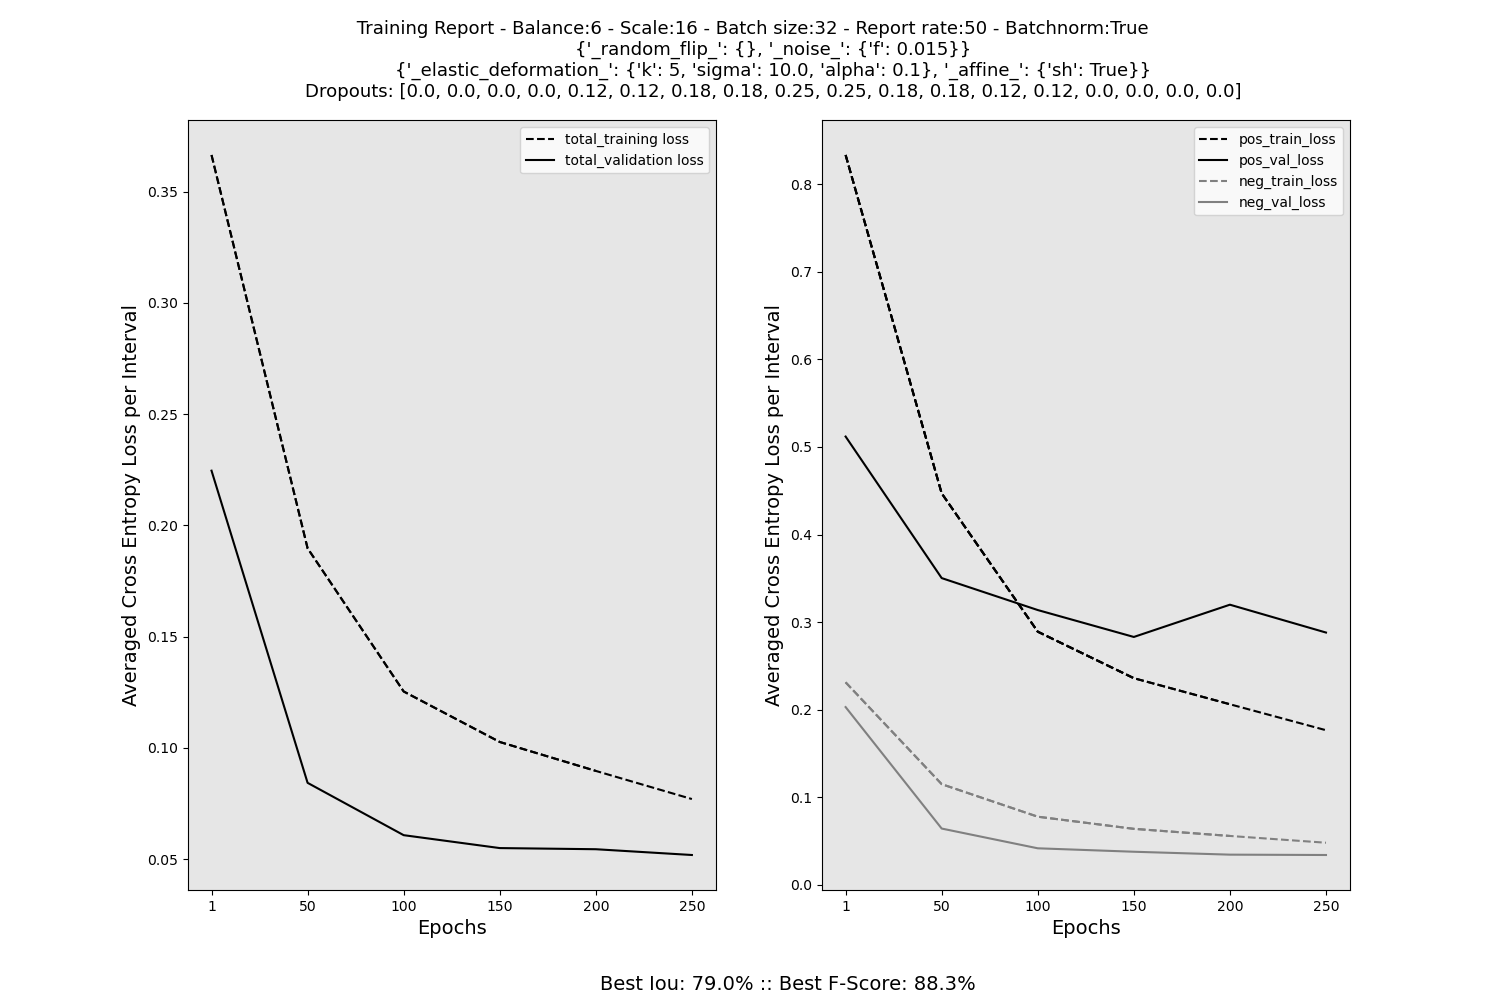 Training Report - Balance:6 - Scale:16 - Batch size:32 - Report rate:50 - Batchnorm:True
{'_random_flip_': {}, '_noise_': {'f': 0.015}}
{'_elastic_deformation_': {'k': 5, 'sigma': 10.0, 'alpha': 0.1}, '_affine_': {'sh': True}}
Dropouts: [0.0, 0.0, 0.0, 0.0, 0.12, 0.12, 0.18, 0.18, 0.25, 0.25, 0.18, 0.18, 0.12, 0.12, 0.0, 0.0, 0.0, 0.0]
total_training loss
total_validation loss
Averaged Cross Entropy Loss per Interval
0.35
0.30
0.25
0.20
0.15
0.10
0.05
1 50 100 150 200 250
Epochs
pos_train_loss
pos_val_loss
neg_train_loss
neg_val_loss
Averaged Cross Entropy Loss per Interval
0.8
0.7
0.6
0.5
0.4
0.3
0.2
0.1
0.0
1 50 100 150 200 250
Epochs
Best Iou: 79.0% :: Best F-Score: 88.3%